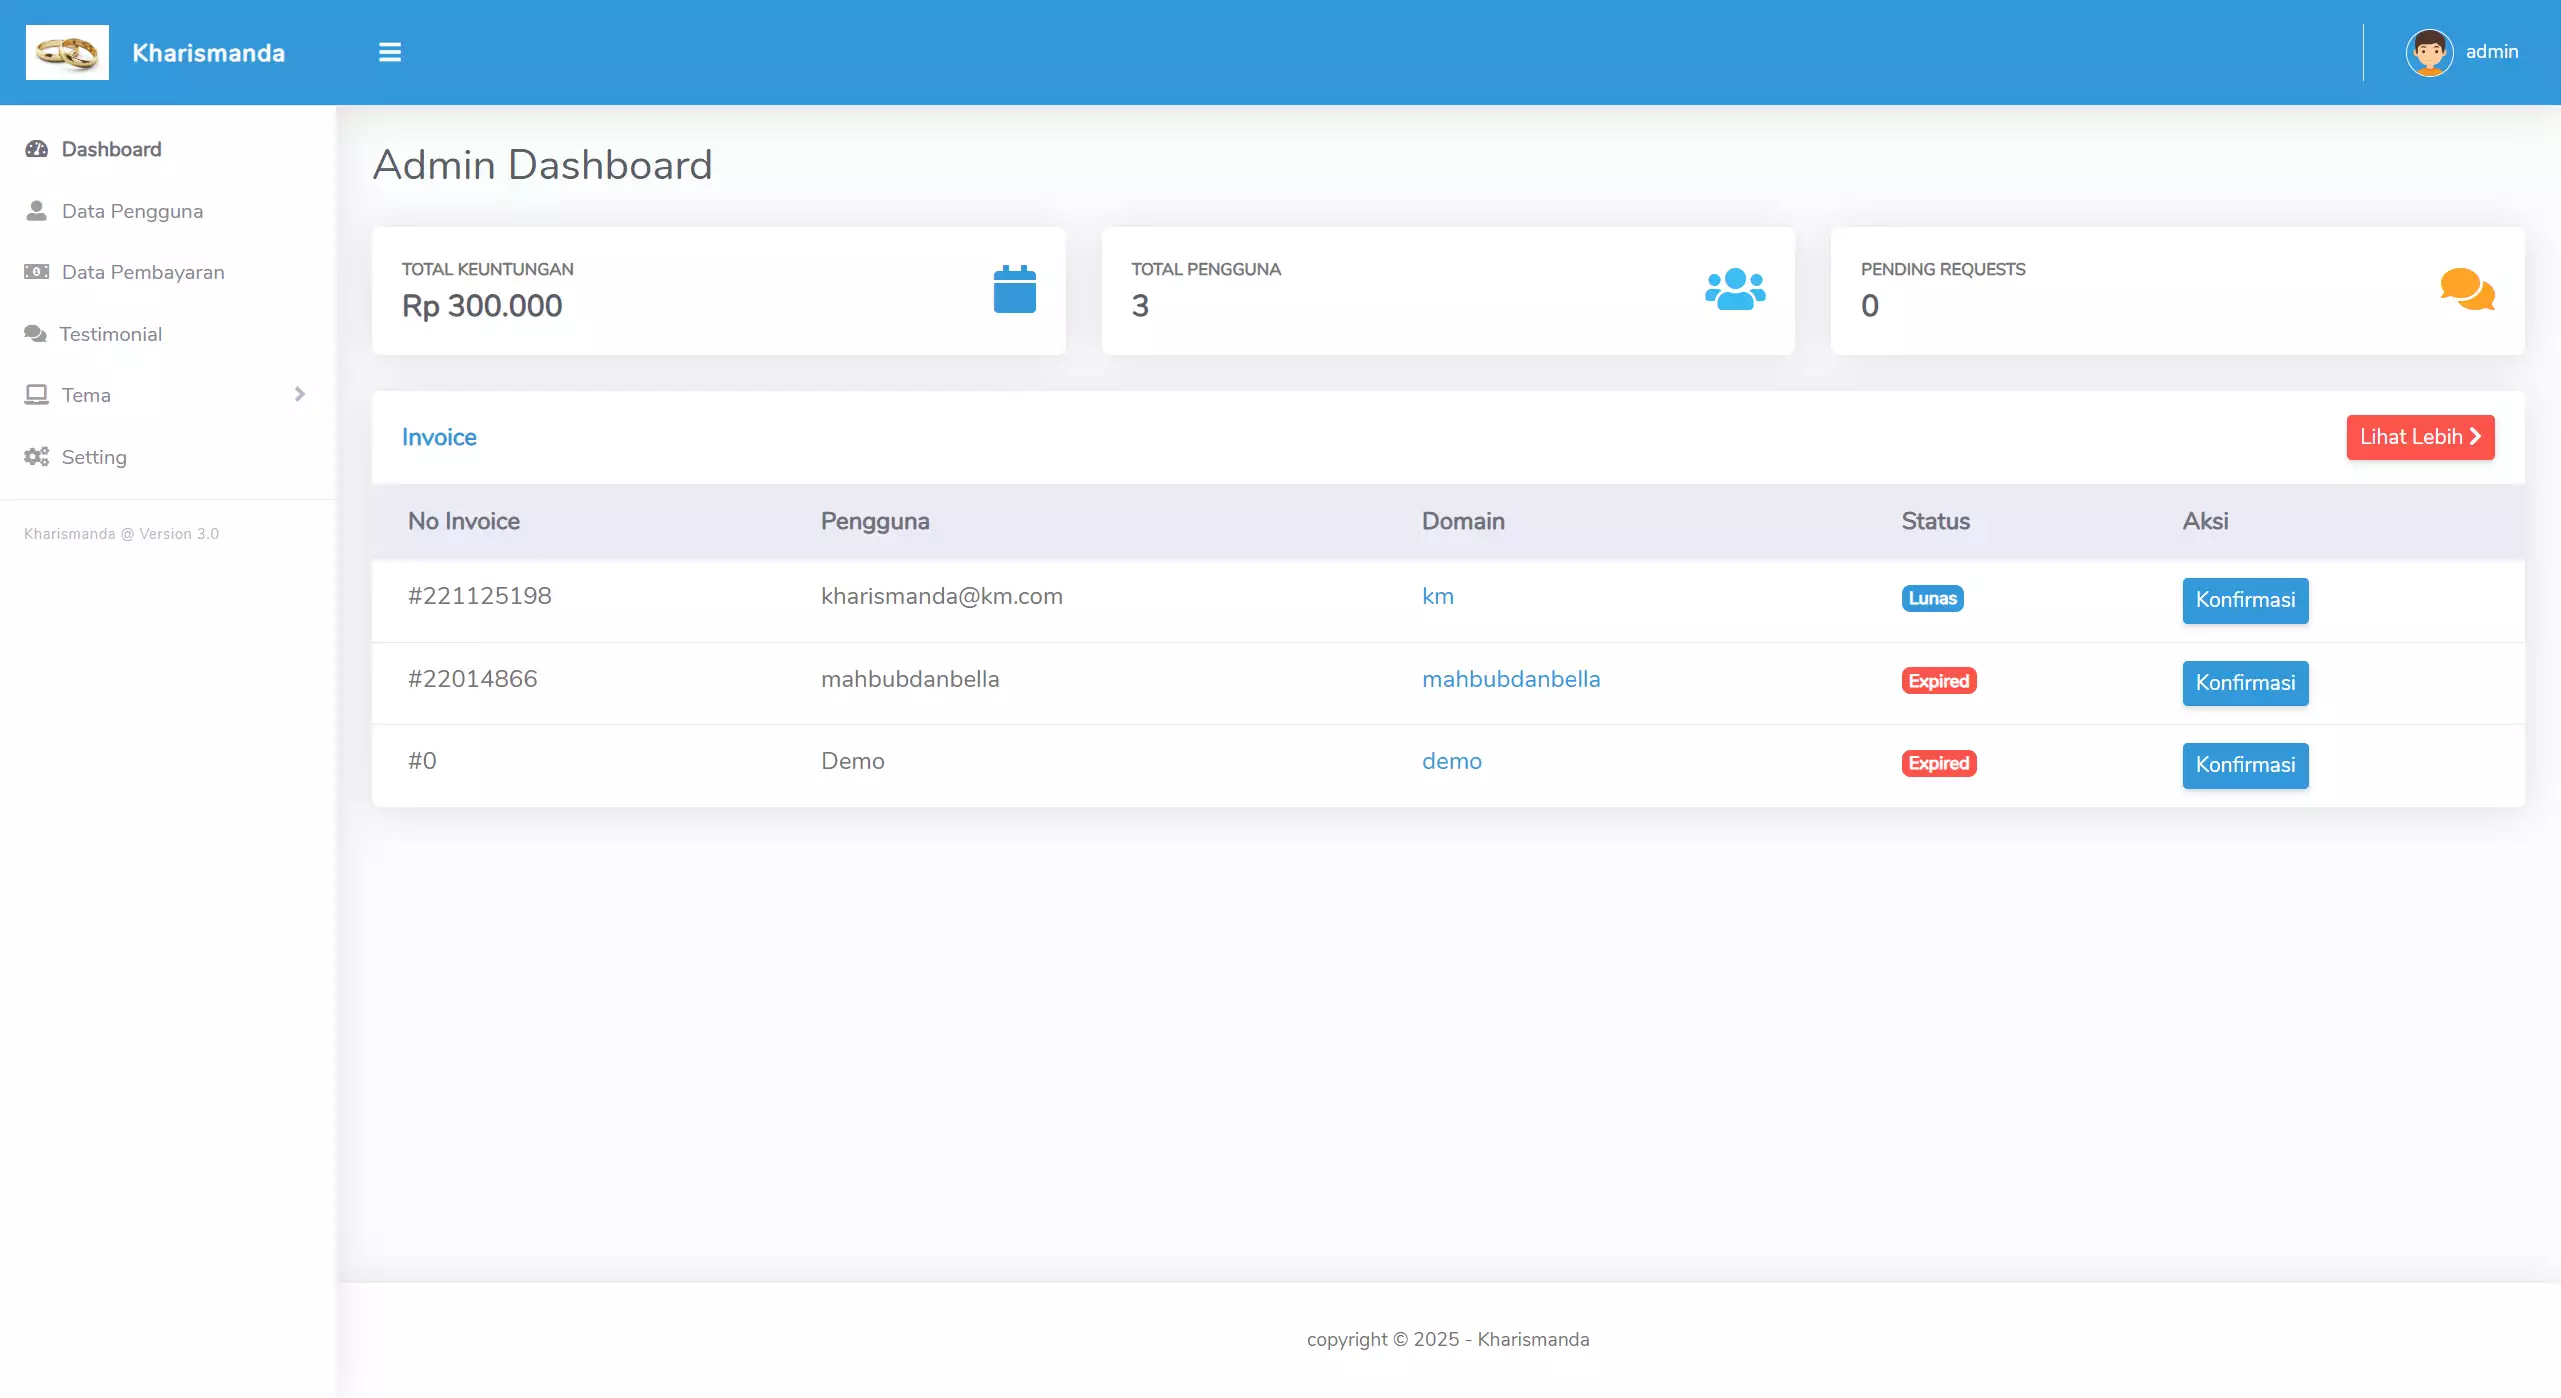 Kharismanda
admin
Dashboard
Data Pengguna
Data Pembayaran
Testimonial
Tema
Setting
Kharismanda @ Version 3.0
Admin Dashboard
TOTAL KEUNTUNGAN
Rp 300.000
TOTAL PENGGUNA
3
PENDING REQUESTS
0
Invoice
Lihat Lebih
No Invoice Pengguna Domain Status Aksi
#221125198 kharismanda@km.com km Lunas Konfirmasi
#22014866 mahbubdanbella mahbubdanbella Expired Konfirmasi
#0 Demo demo Expired Konfirmasi
copyright © 2025 - Kharismanda